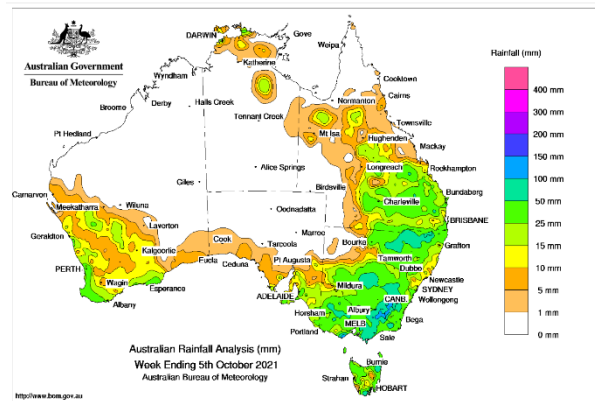 Australian Government
Bureau of Meteorology
DARWIN
Gove
Weipa
Katherine
Wyndham
Cooktown
Cairns
Derby
Halls Creek
Normanton
Broome
Tennant Creek
Townsville
Mt Isa
Pt Hedland
Hughenden
Mackay
Longreach
Rockhampton
Alice Springs
Giles
Birdsville
Bundaberg
Carnarvon
Meekatharra
Wiluna
Oodnadatta
Charleville
BRISBANE
Laverton
Marree
Geraldton
Cook
Tarcoola
Bourke
Grafton
Kalgoorlie
Tamworth
PERTH
Eucla
Ceduna
Pt Augusta
Dubbo
Newcastle
Wagin
Esperance
Mildura
SYDNEY
Albany
ADELAIDE
CANB.
Wollongong
Horsham
Albury
Bega
Portland
MELB
Sale
Burnie
Strahan
HOBART
Rainfall (mm)
400 mm
300 mm
200 mm
150 mm
100 mm
50 mm
25 mm
15 mm
10 mm
5 mm
1 mm
0 mm
Australian Rainfall Analysis (mm)
Week Ending 5th October 2021
Australian Bureau of Meteorology
http://www.bom.gov.au